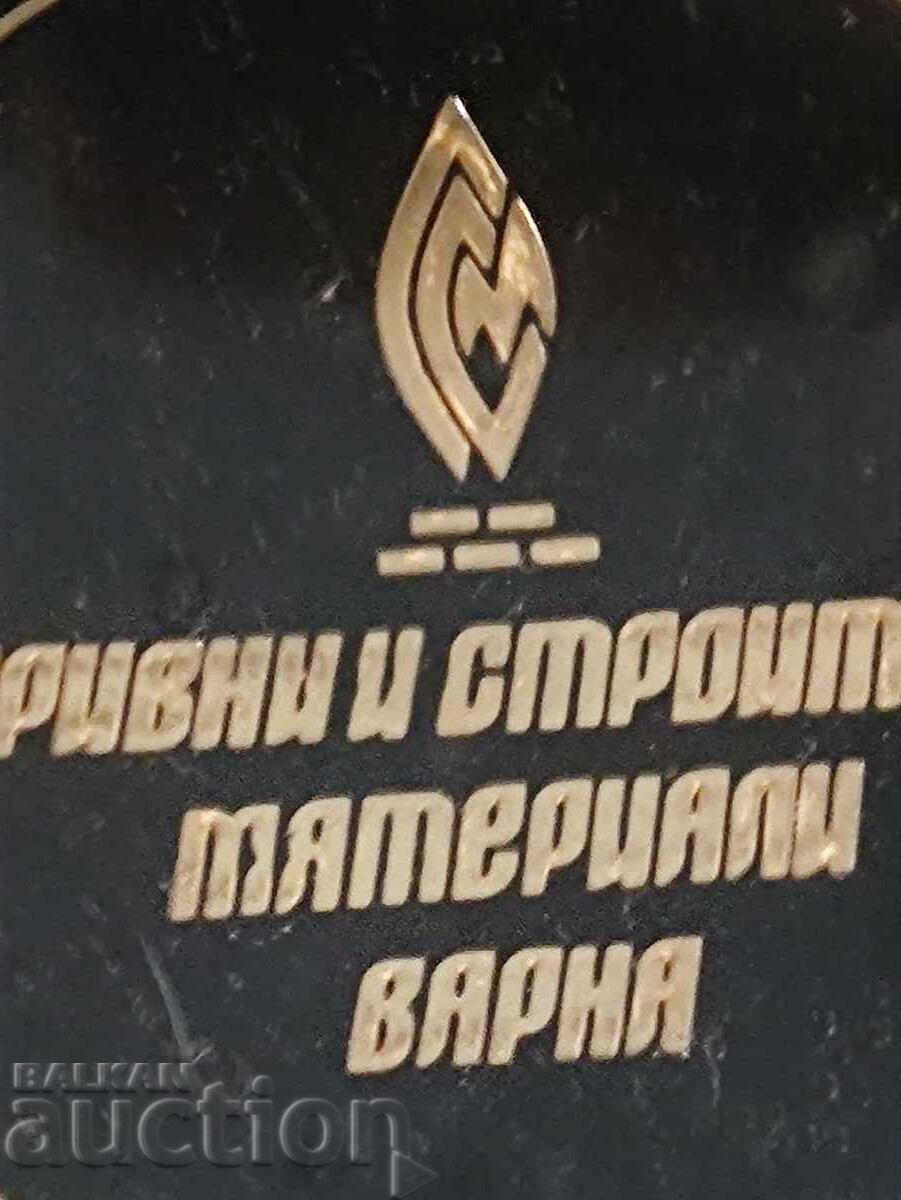 ривни и строит
материали
Варна
BALKAN
auction